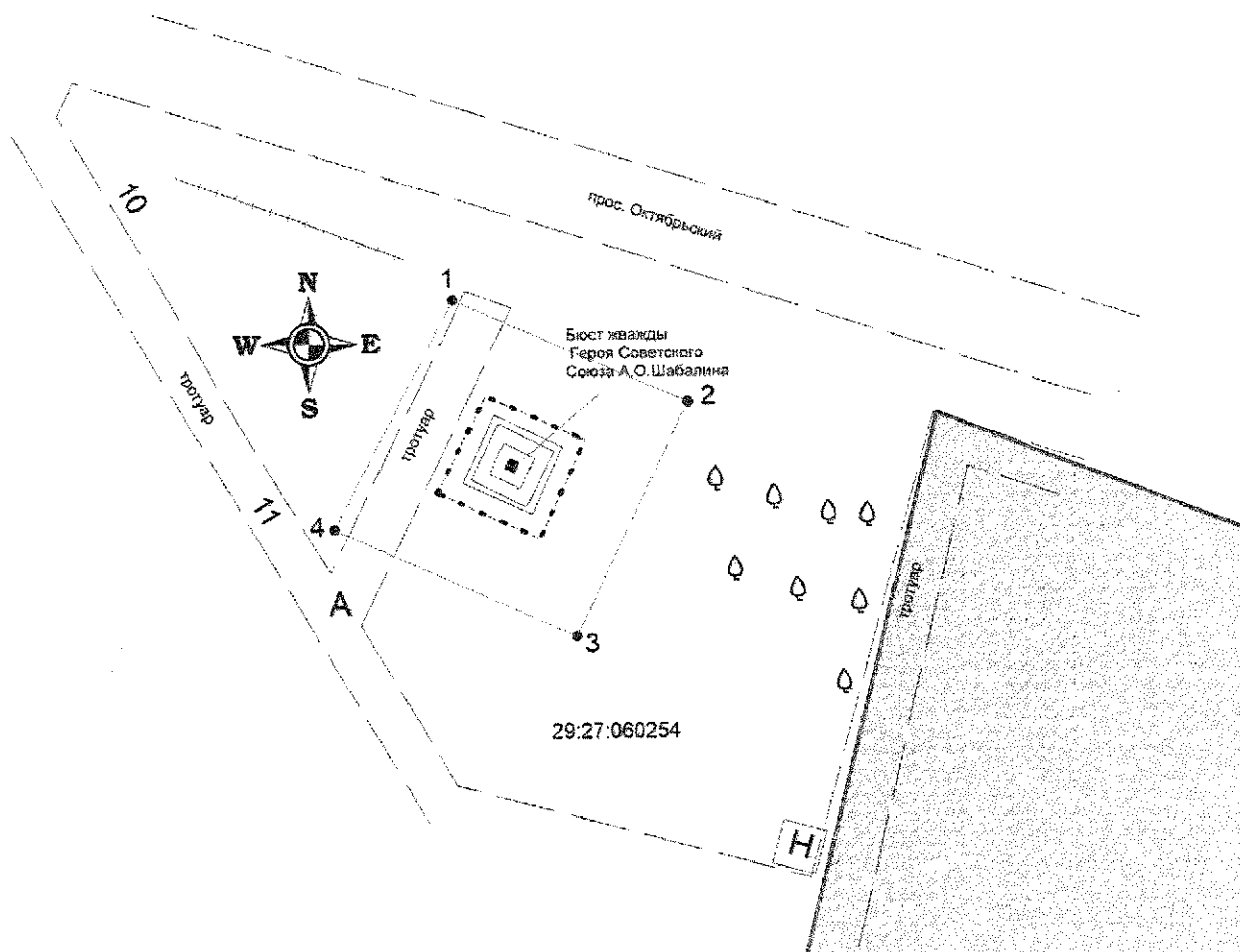 прос. Октябрьский
10
N
W
E
S
1
Бюст жважды
Героя Советского
Союза А.О.Шабалина
2
тротуар
тротуар
11
4
А
3
тротуар
29:27:060254
Н